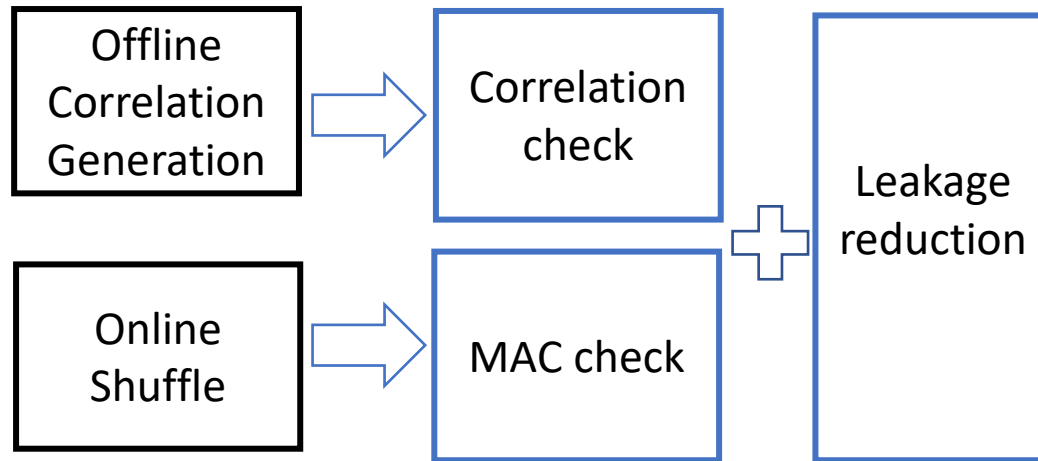 Offline
Correlation
Generation
Correlation
check
Leakage
reduction
Online
Shuffle
MAC check